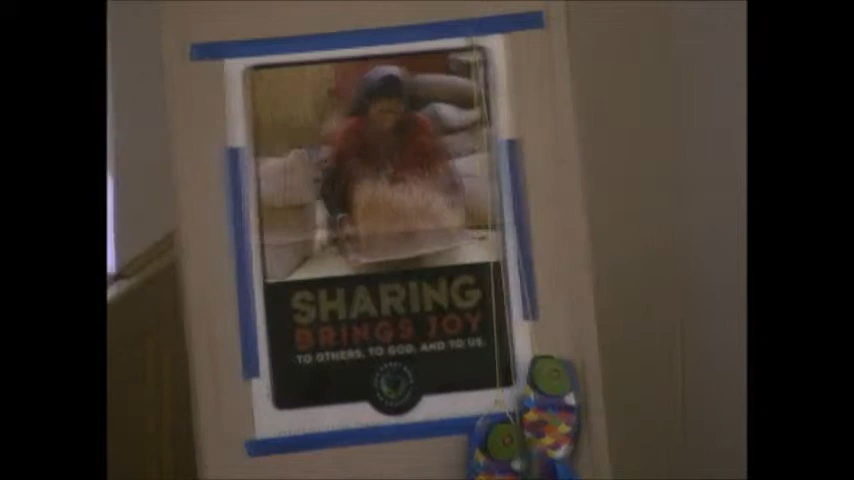 SHARING
BRINGS JOY
TO OTHERS, TO GOD, AND TO US.